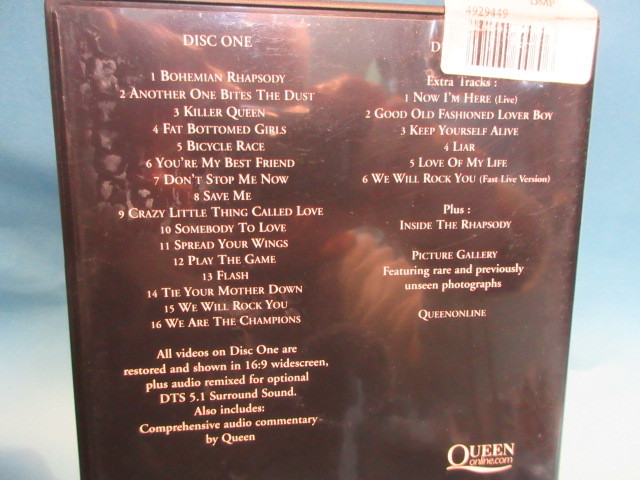 DISC ONE
1 BOHEMIAN RHAPSODY
2 ANOTHER ONE BITES THE DUST
3 KILLER QUEEN
4 FAT BOTTOMED GIRLS
5 BICYCLE RACE
6 YOU'RE MY BEST FRIEND
7 DON'T STOP ME NOW
8 SAVE ME
9 CRAZY LITTLE THING CALLED LOVE
10 SOMEBODY TO LOVE
11 SPREAD YOUR WINGS
12 PLAY THE GAME
13 FLASH
14 TIE YOUR MOTHER DOWN
15 WE WILL ROCK YOU
16 WE ARE THE CHAMPIONS
All videos on Disc One are
restored and shown in 16:9 widescreen,
plus audio remixed for optional
DTS 5.1 Surround Sound.
Also includes:
Comprehensive audio commentary
by Queen
4929449
D
Extra Tracks :
1 NOW I'M HERE (Live)
2 GOOD OLD FASHIONED LOVER BOY
3 KEEP YOURSELF ALIVE
4 LIAR
5 LOVE OF MY LIFE
6 WE WILL ROCK YOU (Fast Live Version)
Plus :
INSIDE THE RHAPSODY
PICTURE GALLERY
Featuring rare and previously
unseen photographs
QUEENONLINE
QUEEN
online.com